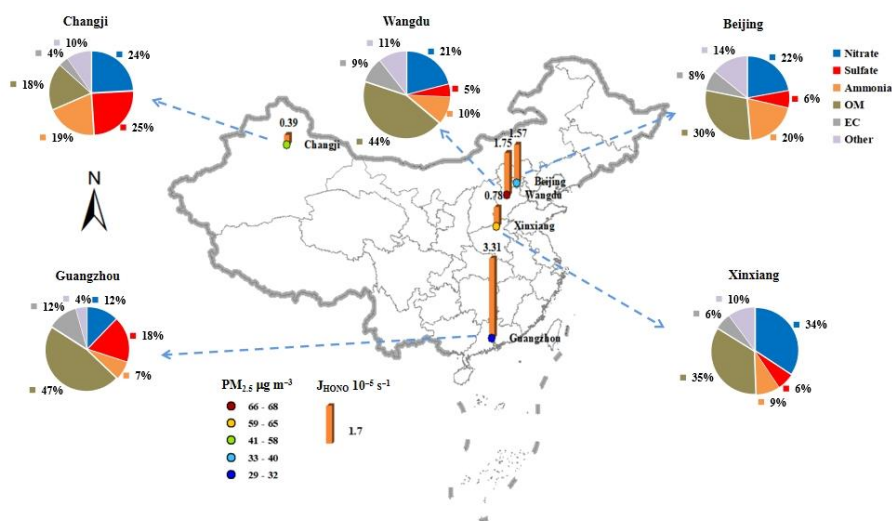 Changji
10%
4%
24%
18%
19%
25%
Wangdu
11%
9%
21%
5%
10%
44%
Beijing
14%
8%
22%
6%
20%
30%
Nitrate
Sulfate
Ammonia
OM
EC
Other
N
0.39
Changji
1.57
1.75
Beijing
0.78
Wangdu
Xinxiang
3.31
Guangzhou
Guangzhou
4%
12%
12%
18%
7%
47%
Xinxiang
10%
6%
34%
35%
6%
9%
PM2.5 µg m-3
66 - 68
59 - 65
41 - 58
33 - 40
29 - 32
JHONO 10-5 s-1
1.7